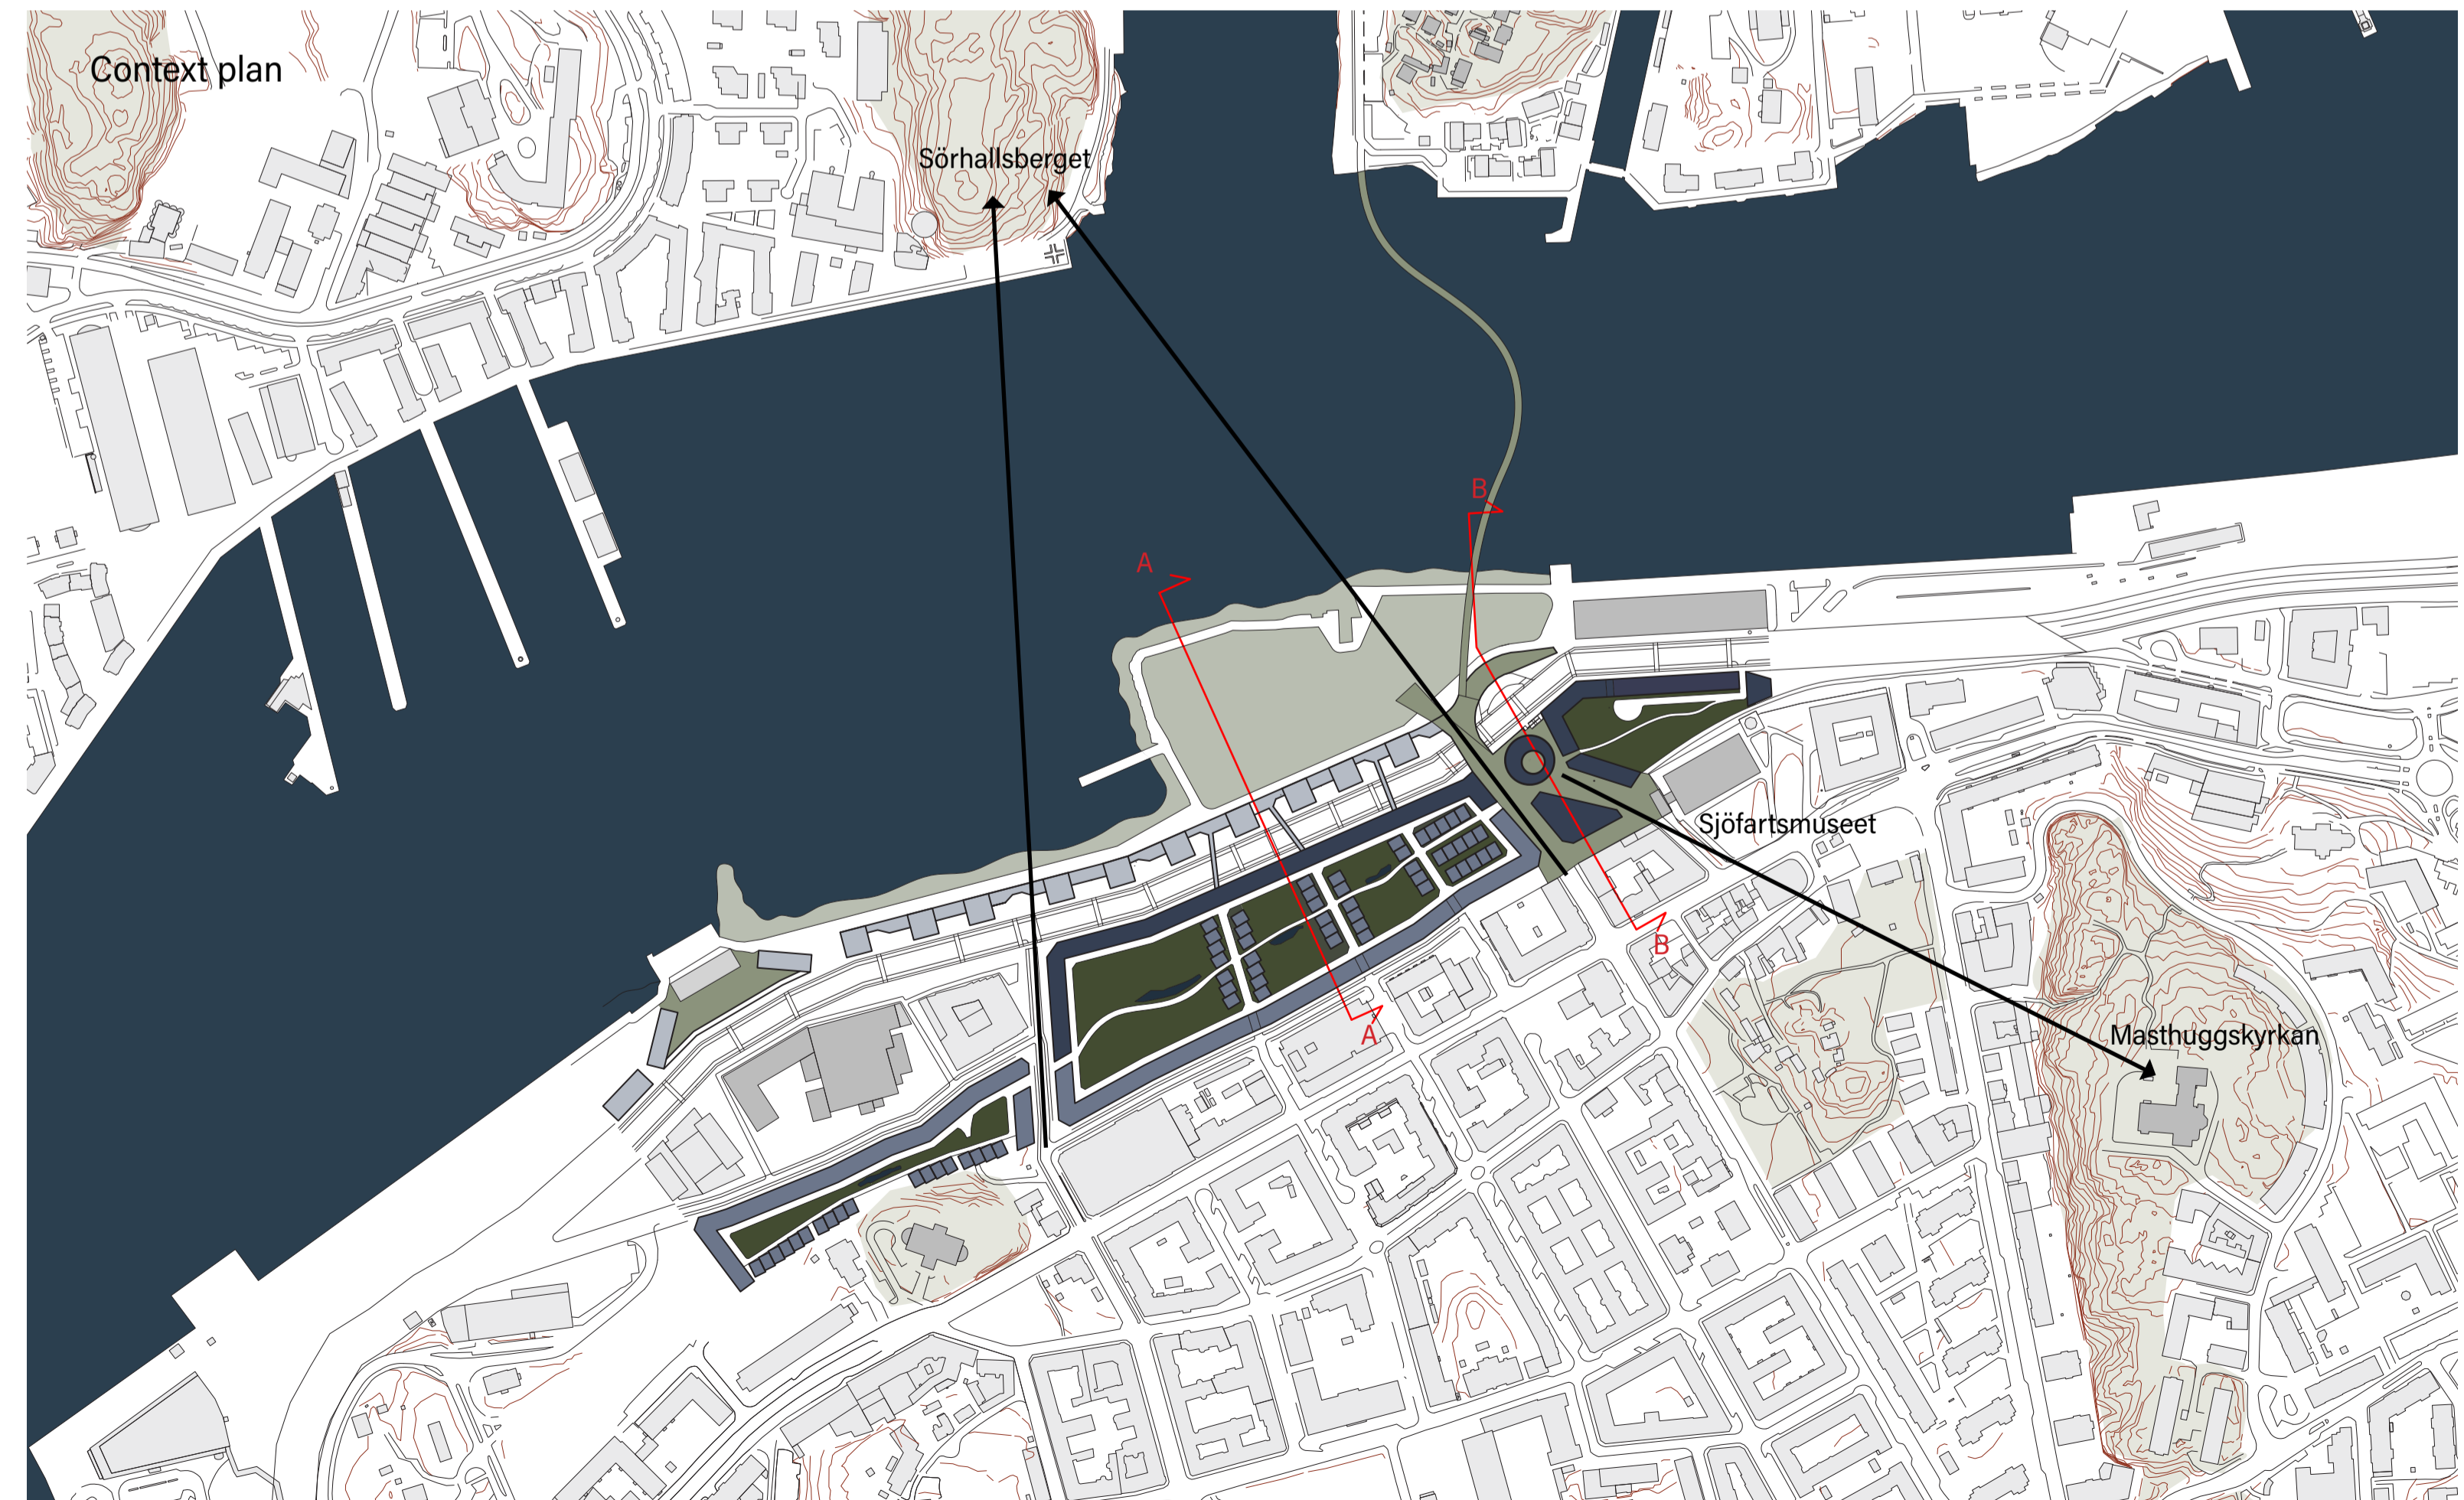 Context plan
Sörhallsberget
B
A
Sjöfartsmuseet
B
A
Masthuggskyrkan